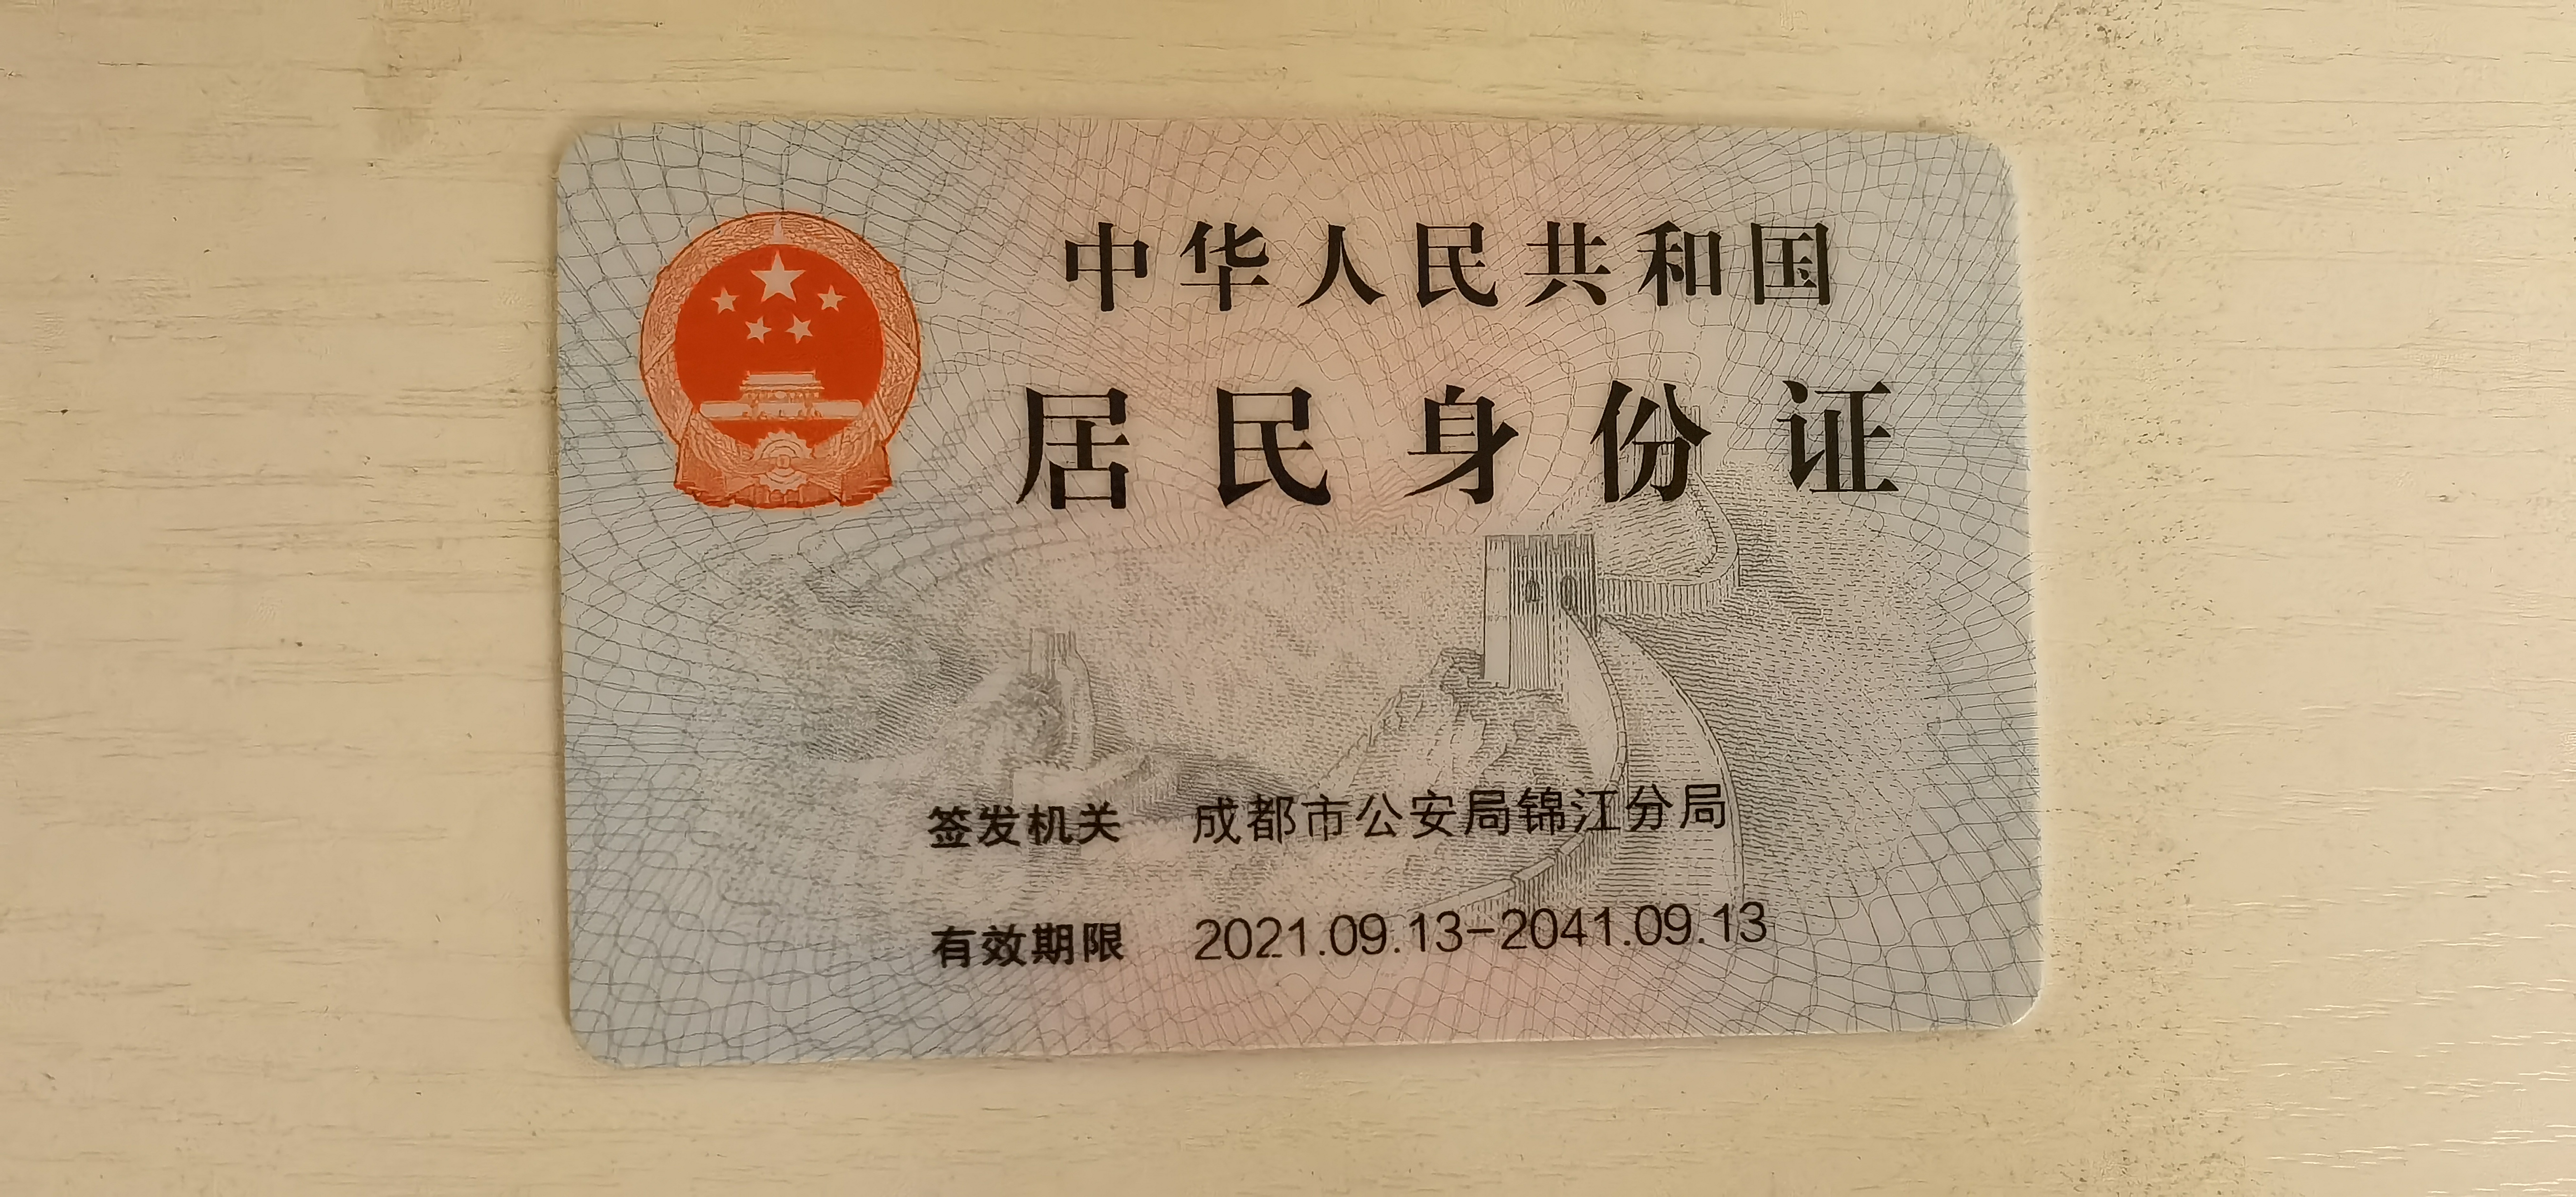 中华人民共和国
居民身份证
签发机关 成都市公安局锦江分局
有效期限 2021.09.13-2041.09.13